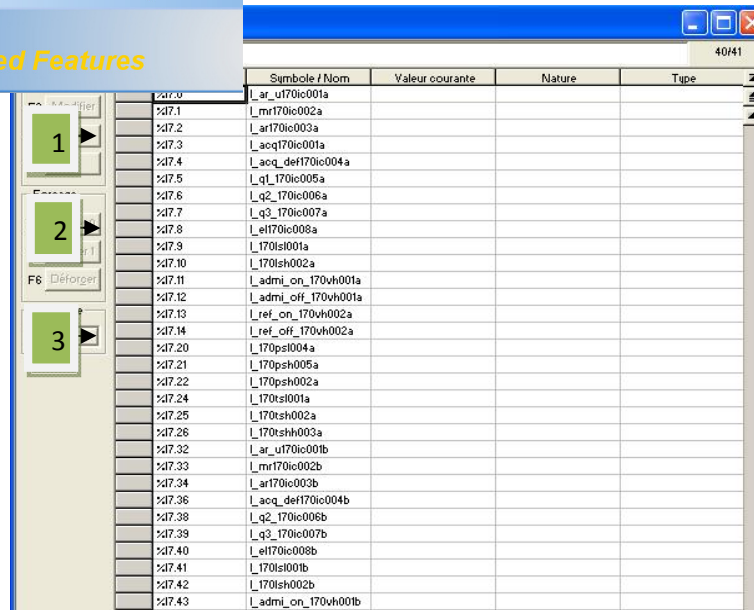 ed Features
40/41
Symbole / Nom Valeur courante Nature Type
%I7.0 I_ar_u170ic001a
%I7.1 I_mr170ic002a
%I7.2 I_ar170ic003a
%I7.3 I_acq170ic001a
%I7.4 I_acq_def170ic004a
%I7.5 I_q1_170ic005a
%I7.6 I_q2_170ic006a
%I7.7 I_q3_170ic007a
%I7.8 I_el170ic008a
%I7.9 I_170lsl001a
%I7.10 I_170lsh002a
%I7.11 I_admi_on_170vh001a
%I7.12 I_admi_off_170vh001a
%I7.13 I_ref_on_170vh002a
%I7.14 I_ref_off_170vh002a
%I7.20 I_170psl004a
%I7.21 I_170psh005a
%I7.22 I_170psh002a
%I7.24 I_170tsl001a
%I7.25 I_170tsh002a
%I7.26 I_170tshh003a
%I7.32 I_ar_u170ic001b
%I7.33 I_mr170ic002b
%I7.34 I_ar170ic003b
%I7.36 I_acq_def170ic004b
%I7.38 I_q2_170ic006b
%I7.39 I_q3_170ic007b
%I7.40 I_el170ic008b
%I7.41 I_170lsl001b
%I7.42 I_170lsh002b
%I7.43 I_admi_on_170vh001b
Modifier
1
2
F6 Déforcer
3